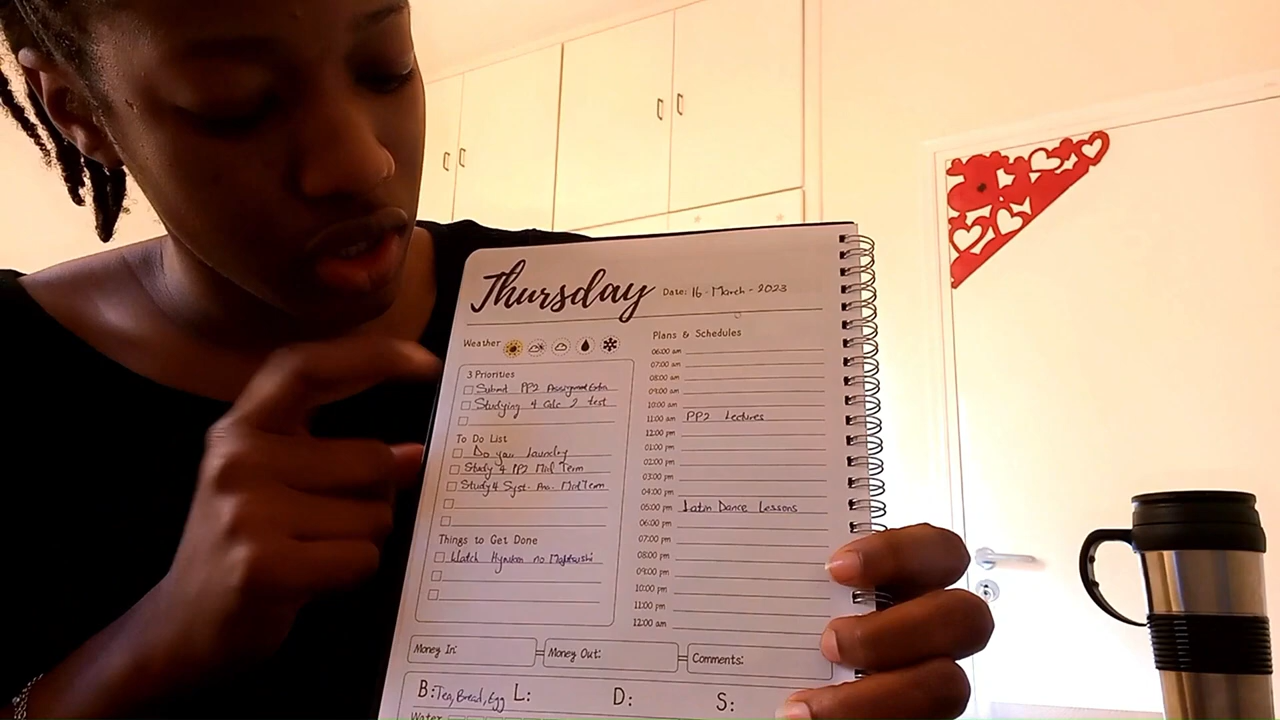 Thursday
Date: 16 - March - 2023
Weather
3 Priorities
Submit PP2 Assignment Extra
Studying 4 Calc 2 test
To Do List
Do you Laundry
Study 4 PP2 Mid Term
Study 4 Syst. Ana. MidTerm
Things to Get Done
Watch no
Plans & Schedules
06:00 am
07:00 am
08:00 am
09:00 am
10:00 am
11:00 am PP2 Lectures
12:00 pm
01:00 pm
02:00 pm
03:00 pm
04:00 pm
05:00 pm Latin Dance Lessons
06:00 pm
07:00 pm
08:00 pm
09:00 pm
10:00 pm
11:00 pm
12:00 am
Money In:
Money Out:
Comments:
B: Tea, Bread, Egg L: D: S:
Water